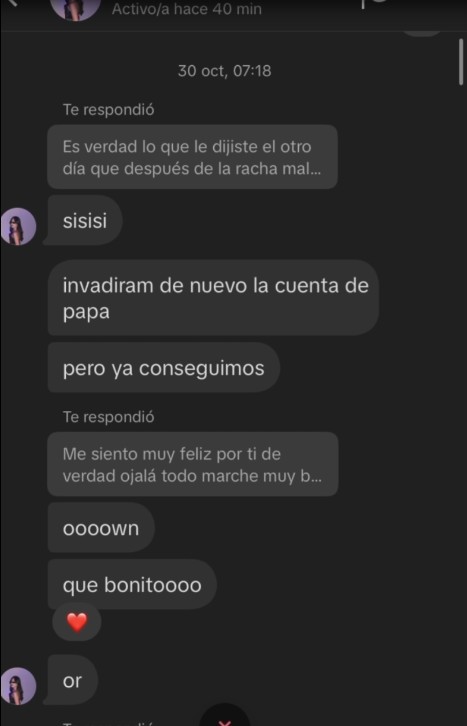 Activo/a hace 40 min
30 oct, 07:18
Te respondió
Es verdad lo que le dijiste el otro
día que después de la racha mal...
sisisi
invadiram de nuevo la cuenta de
papa
pero ya conseguimos
Te respondió
Me siento muy feliz por ti de
verdad ojalá todo marche muy b...
oooown
que bonitoooo
❤️
or